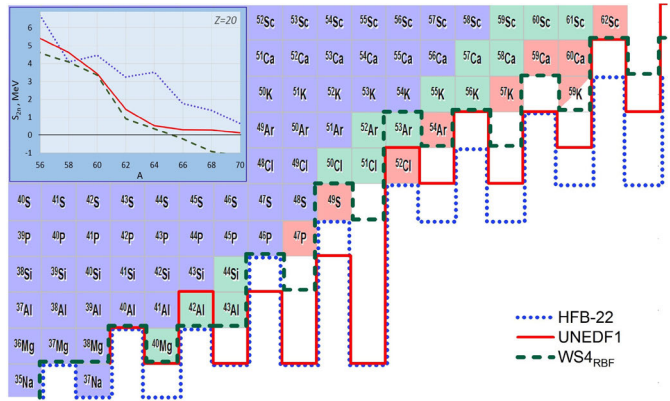 Z=20
S2n, MeV
6
5
4
3
2
1
0
-1
56 58 60 62 64 66 68 70
A
52Sc 53Sc 54Sc 55Sc 56Sc 57Sc 58Sc 59Sc 60Sc 61Sc 62Sc
51Ca 52Ca 53Ca 54Ca 55Ca 56Ca 57Ca 58Ca 59Ca 60Ca
50K 51K 52K 53K 54K 55K 56K 57K 59K
49Ar 50Ar 51Ar 52Ar 53Ar 54Ar
48Cl 49Cl 50Cl 51Cl 52Cl
40S 41S 42S 43S 44S 45S 46S 47S 48S 49S
39P 40P 41P 42P 43P 44P 45P 46P 47P
38Si 39Si 40Si 41Si 42Si 43Si 44Si
37Al 38Al 39Al 40Al 41Al 42Al 43Al
36Mg 37Mg 38Mg 40Mg
35Na 37Na
HFB-22
UNEDF1
WS4RBF